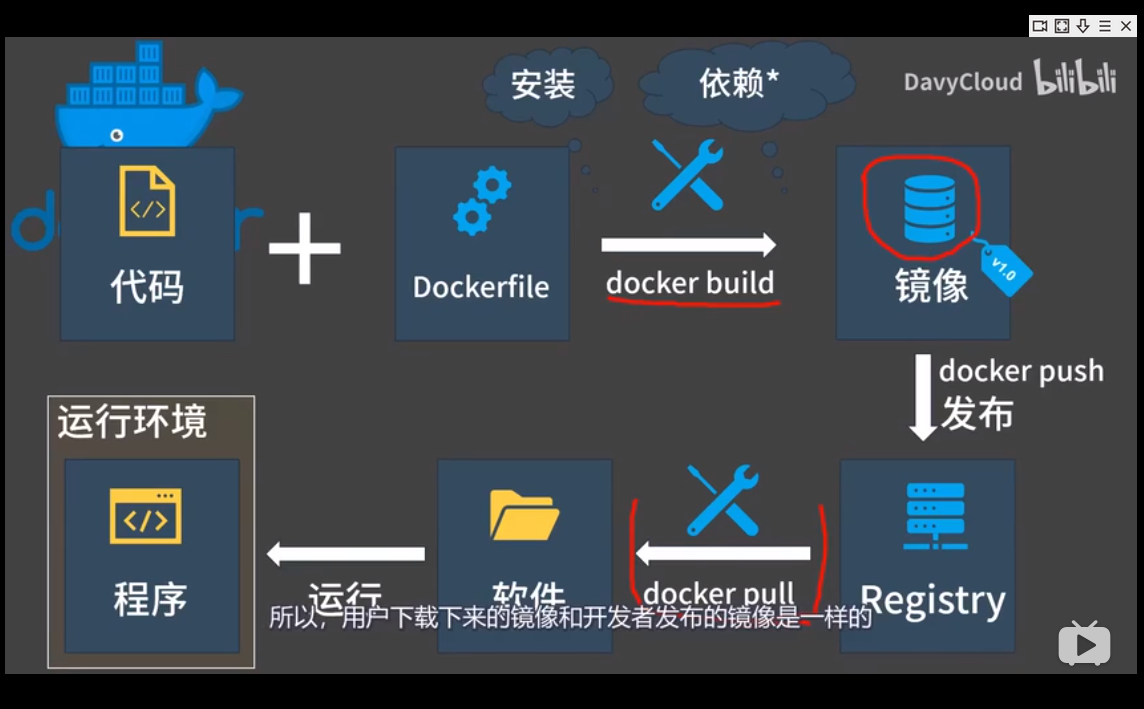 安装
依赖*
DavyCloud
bilibili
代码
Dockerfile
docker build
镜像
v1.0
docker push
发布
运行环境
程序
运行
软件
docker pull
Registry
所以，用户下载下来的镜像和开发者发布的镜像是一样的